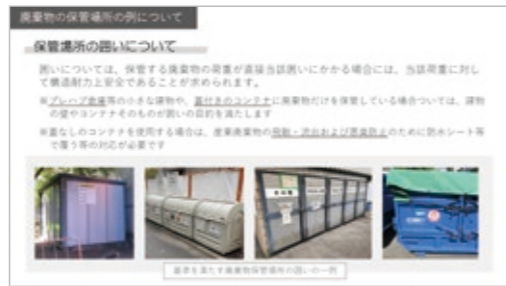 廃棄物の保管場所の例について
保管場所の囲いについて
囲いについては、保管する廃棄物の荷重が直接当該囲いにかかる場合には、当該荷重に対し
て構造耐力上安全であることが求められます。
※プレハブ倉庫等の小さな建物や、蓋付きのコンテナに廃棄物だけを保管している場合ついては、建物
の壁やコンテナそのものが囲いの目的を満たします
※蓋なしのコンテナを使用する場合は、産業廃棄物の飛散・流出および悪臭防止のために防水シート等
で覆う等の対応が必要です
基準を満たす廃棄物保管場所の囲いの一例